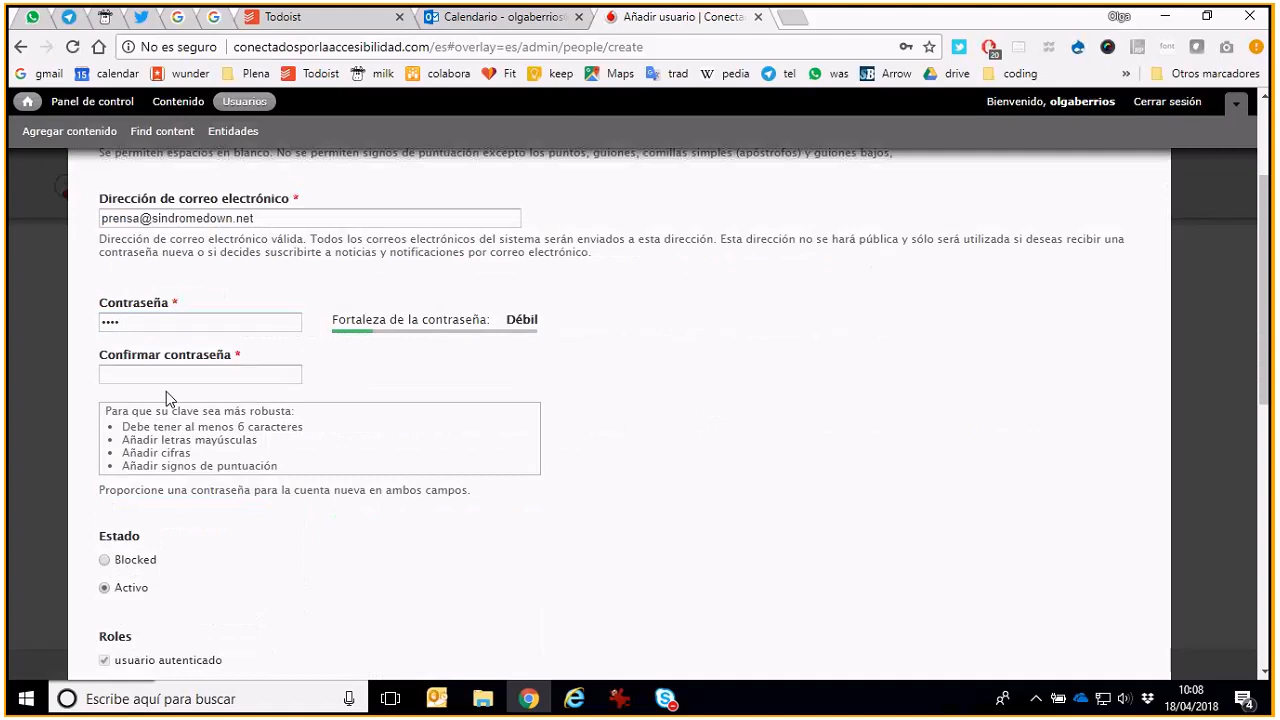 Todoist
Calendario - olgaberrios
Añadir usuario | Conecta
Olga
No es seguro
conectadosporlaaccesibilidad.com/es#overlay=es/admin/people/create
20
gmail
15
calendar
wunder
Plena
Todoist
milk
colabora
Fit
keep
Maps
trad
W
pedia
tel
was
Arrow
drive
coding
»
Otros marcadores
Panel de control
Contenido
Usuarios
Bienvenido, olgaberrios
Cerrar sesión
Agregar contenido
Find content
Entidades
Se permiten espacios en blanco. No se permiten signos de puntuación excepto los puntos, guiones, comillas simples (apóstrofos) y guiones bajos,
Dirección de correo electrónico *
prensa@sindromedown.net
Dirección de correo electrónico válida. Todos los correos electrónicos del sistema serán enviados a esta dirección. Esta dirección no se hará pública y sólo será utilizada si deseas recibir una
contraseña nueva o si decides suscribirte a noticias y notificaciones por correo electrónico.
Contraseña *
••••
Fortaleza de la contraseña: Débil
Confirmar contraseña *
Para que su clave sea más robusta:
• Debe tener al menos 6 caracteres
• Añadir letras mayúsculas
• Añadir cifras
• Añadir signos de puntuación
Proporcione una contraseña para la cuenta nueva en ambos campos.
Estado
Blocked
Activo
Roles
usuario autenticado
Escribe aquí para buscar
10:08
18/04/2018
4